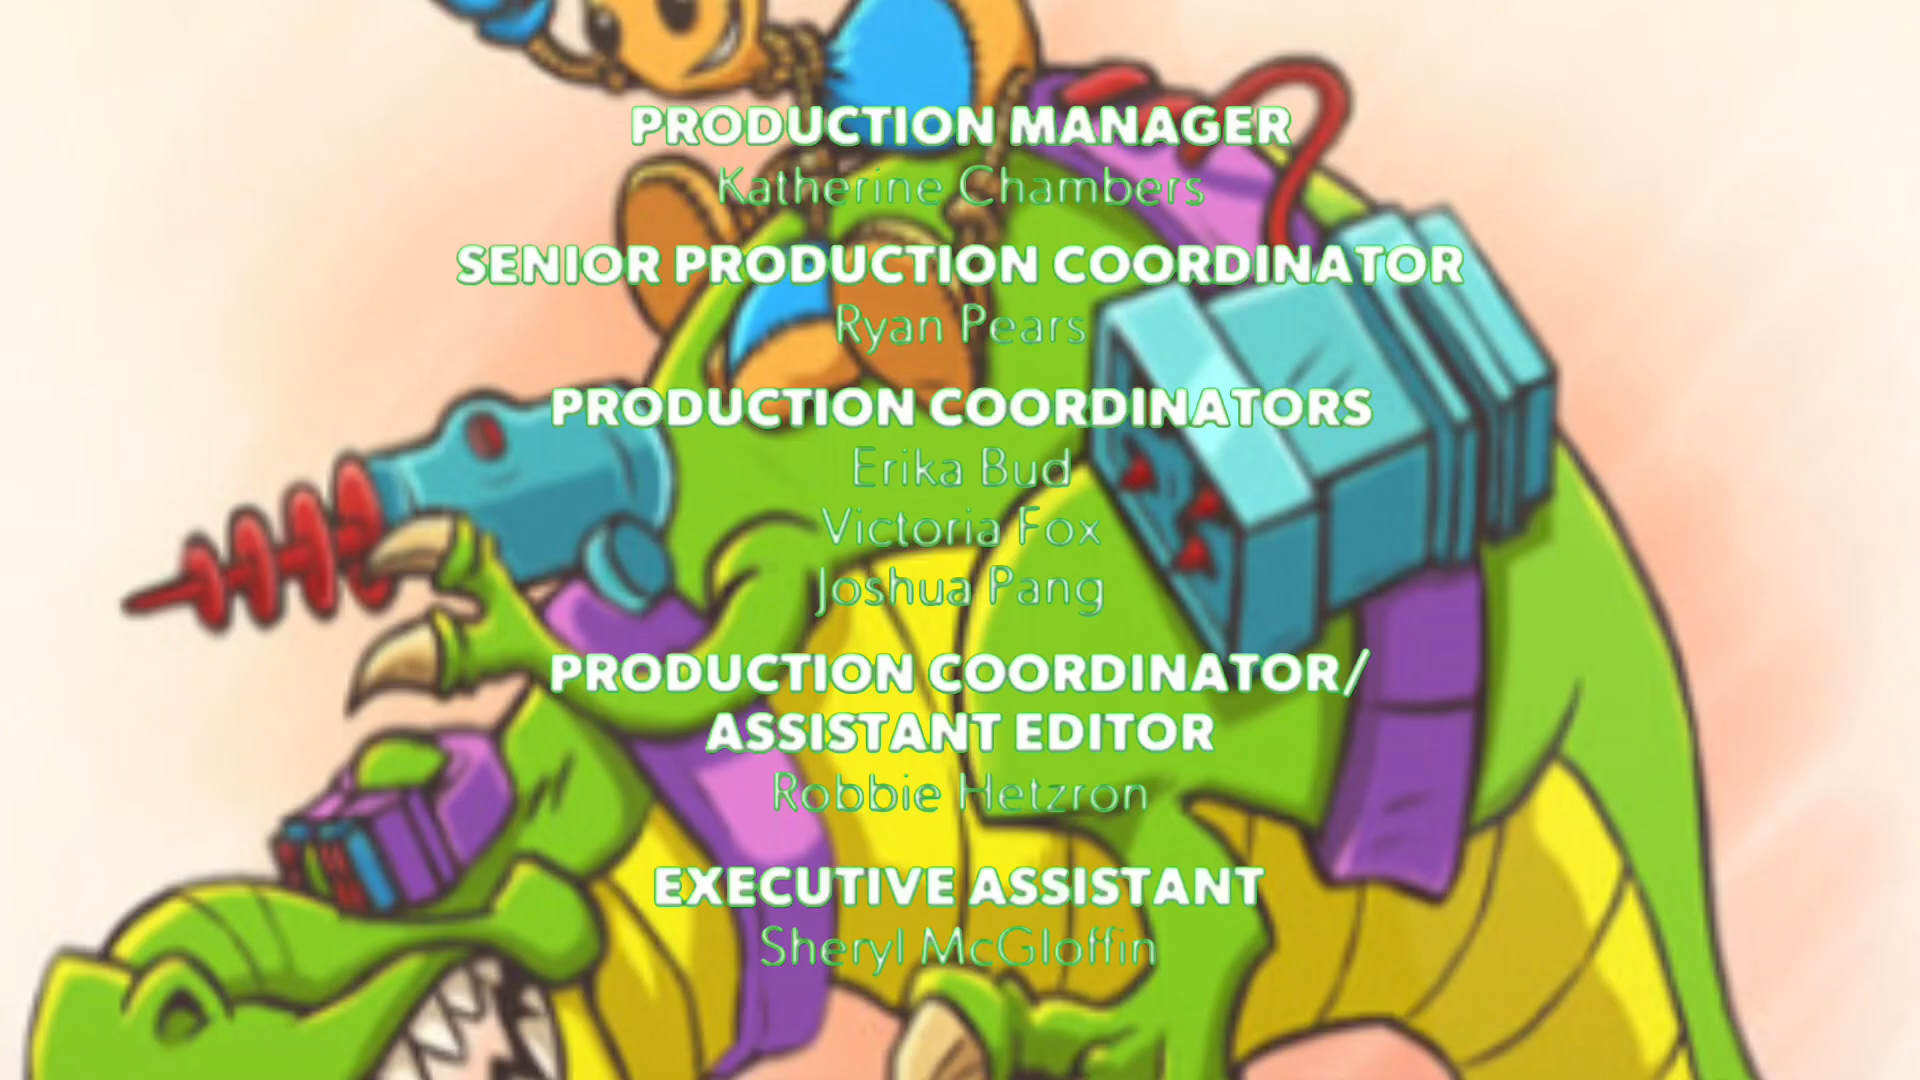 PRODUCTION MANAGER
Katherine Chambers
SENIOR PRODUCTION COORDINATOR
Ryan Pears
PRODUCTION COORDINATORS
Erika Bud
Victoria Fox
Joshua Pang
PRODUCTION COORDINATOR/
ASSISTANT EDITOR
Robbie Hetzron
EXECUTIVE ASSISTANT
Sheryl McGloffin